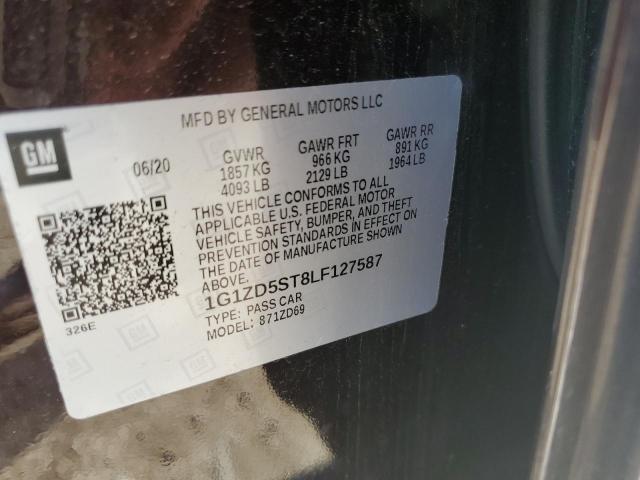 MFD BY GENERAL MOTORS LLC
GM
06/20
GVWR GAWR FRT GAWR RR
1857 KG 966 KG 891 KG
4093 LB 2129 LB 1964 LB
THIS VEHICLE CONFORMS TO ALL
APPLICABLE U.S. FEDERAL MOTOR
VEHICLE SAFETY, BUMPER, AND THEFT
PREVENTION STANDARDS IN EFFECT ON
THE DATE OF MANUFACTURE SHOWN
ABOVE.
1G1ZD5ST8LF127587
TYPE: PASS CAR
MODEL: 871ZD69
326E